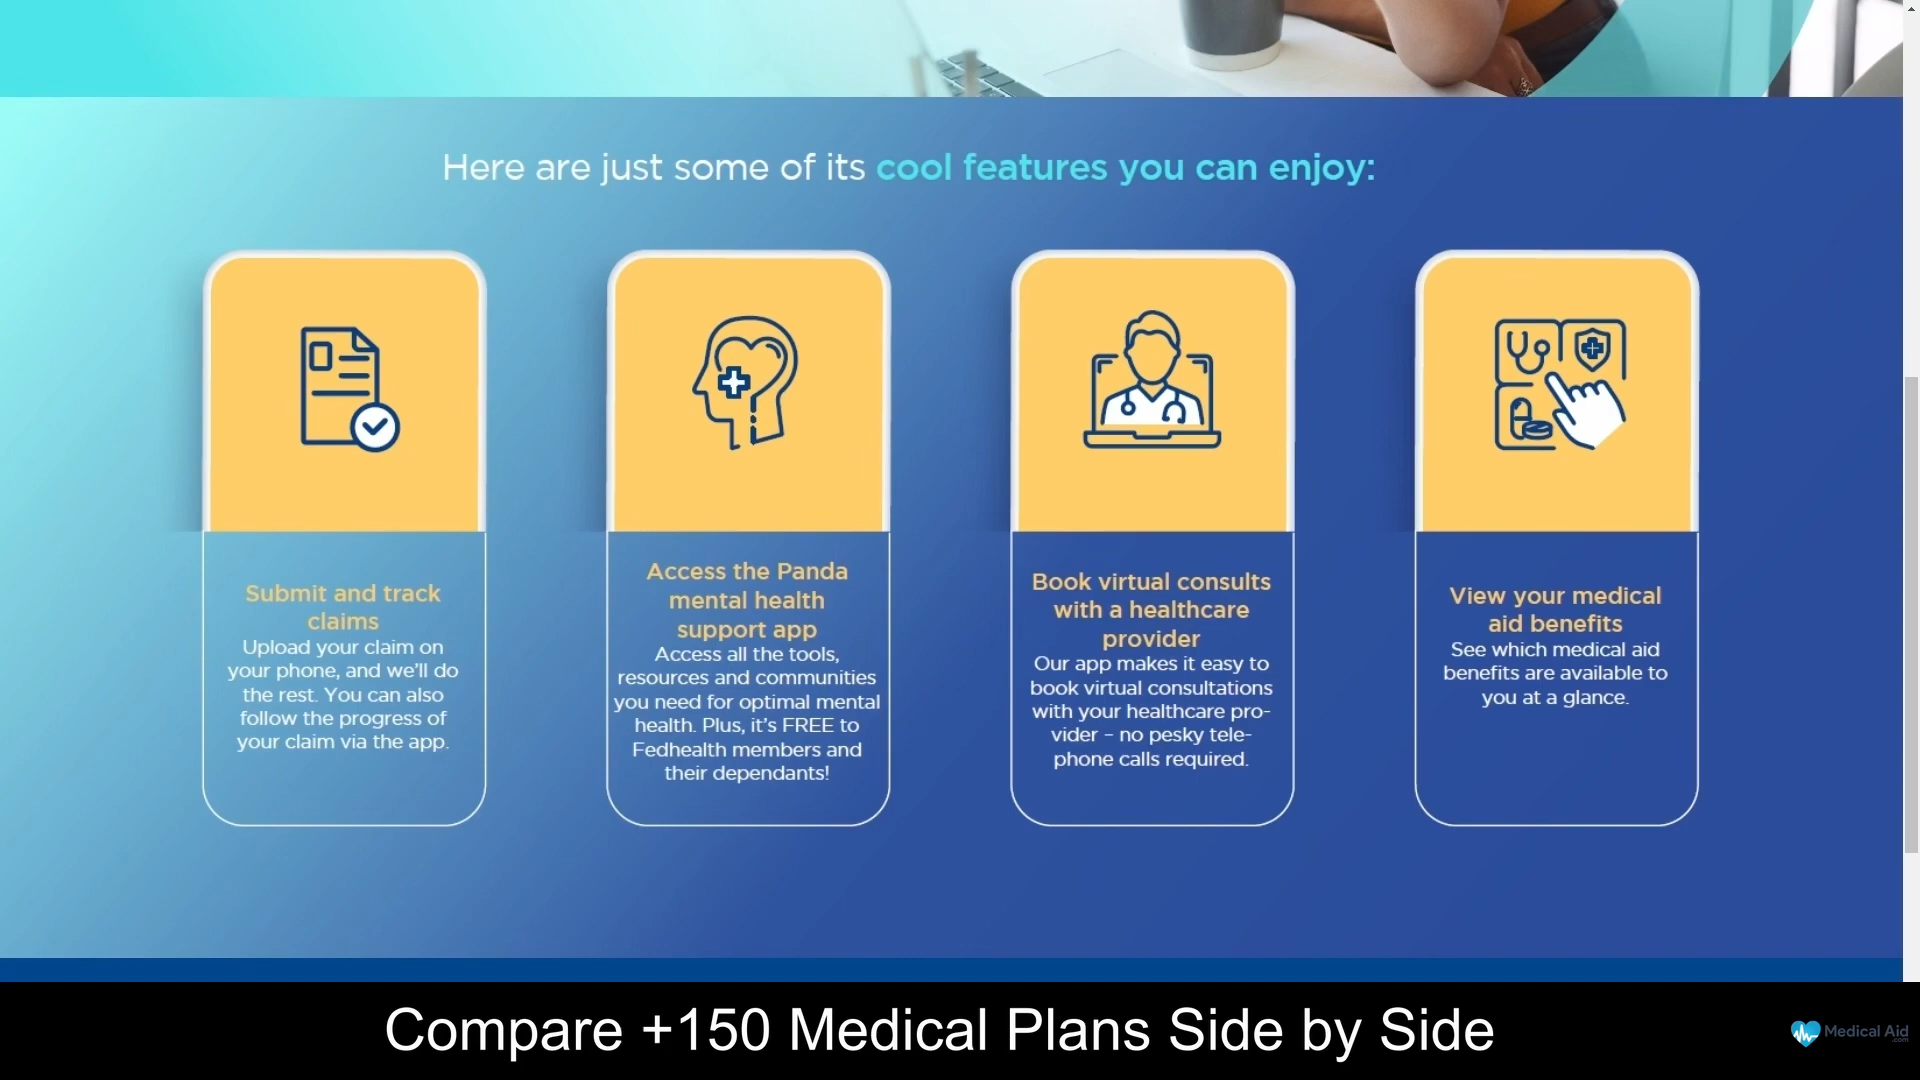 Here are just some of its cool features you can enjoy:
Submit and track
claims
Upload your claim on
your phone, and we'll do
the rest. You can also
follow the progress of
your claim via the app.
Access the Panda
mental health
support app
Access all the tools,
resources and communities
you need for optimal mental
health. Plus, it's FREE to
Fedhealth members and
their dependants!
Book virtual consults
with a healthcare
provider
Our app makes it easy to
book virtual consultations
with your healthcare pro-
vider – no pesky tele-
phone calls required.
View your medical
aid benefits
See which medical aid
benefits are available to
you at a glance.
Compare +150 Medical Plans Side by Side
Medical Aid
.com